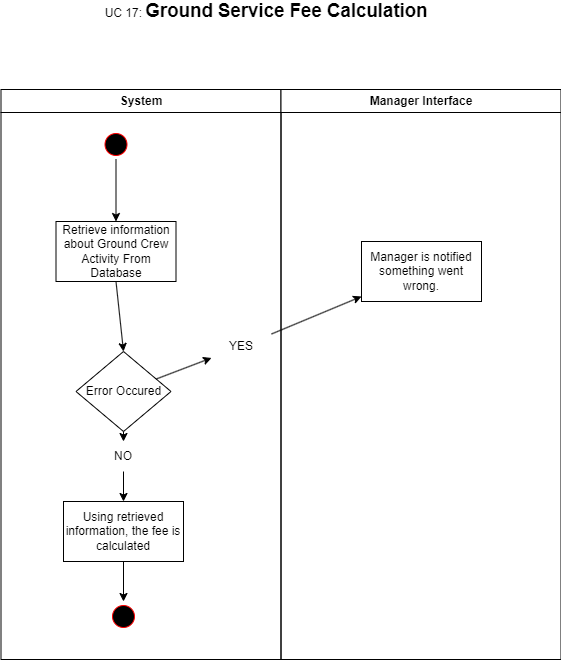 UC 17: Ground Service Fee Calculation
System
Manager Interface
Retrieve information
about Ground Crew
Activity From
Database
Manager is notified
something went
wrong.
YES
Error Occured
NO
Using retrieved
information, the fee is
calculated